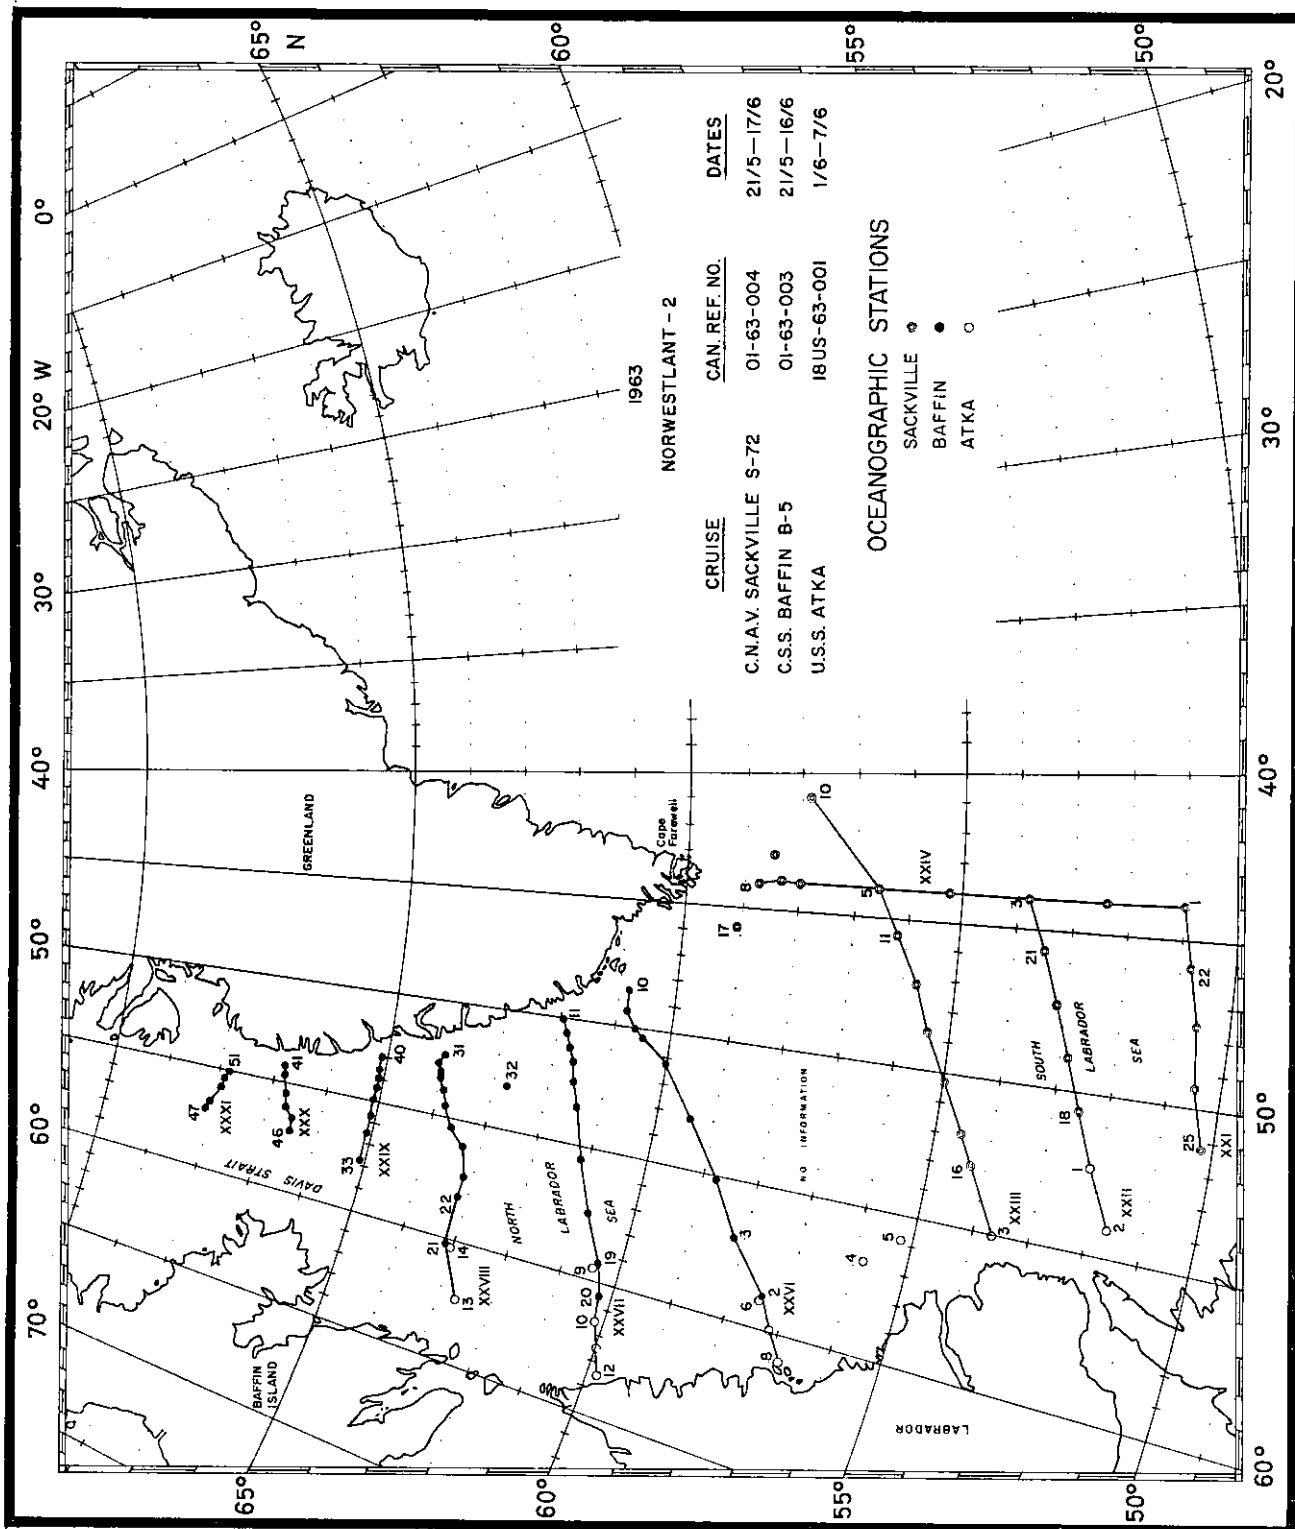 70°
60°
50°
40°
30°
20° W
0°
65°
N
60°
55°
50°
20°
65°
60°
55°
50°
60°
50°
40°
30°
1963
NORWESTLANT-2
CRUISE CAN. REF. NO. DATES
C.N.A.V. SACKVILLE S-72 01-63-004 21/5-17/6
C.S.S. BAFFIN B-5 01-63-003 21/5-16/6
U.S.S. ATKA 18US-63-001 1/6-7/6
OCEANOGRAPHIC STATIONS
SACKVILLE
BAFFIN
ATKA
GREENLAND
Cape
Farewell
BAFFIN
ISLAND
DAVIS STRAIT
NORTH
LABRADOR
SEA
NO INFORMATION
SOUTH
LABRADOR
SEA
LABRADOR
47
51
XXXI
41
46
XXX
40
33
XXIX
31
32
22
21
14
13
XXVIII
11
19
9
20
10
XXVII
12
10
3
2
6
XXVI
8
4
5
17
8
10
5
XXIV
11
16
3
XXIII
3
21
18
1
2
XXII
1
22
25
XXI